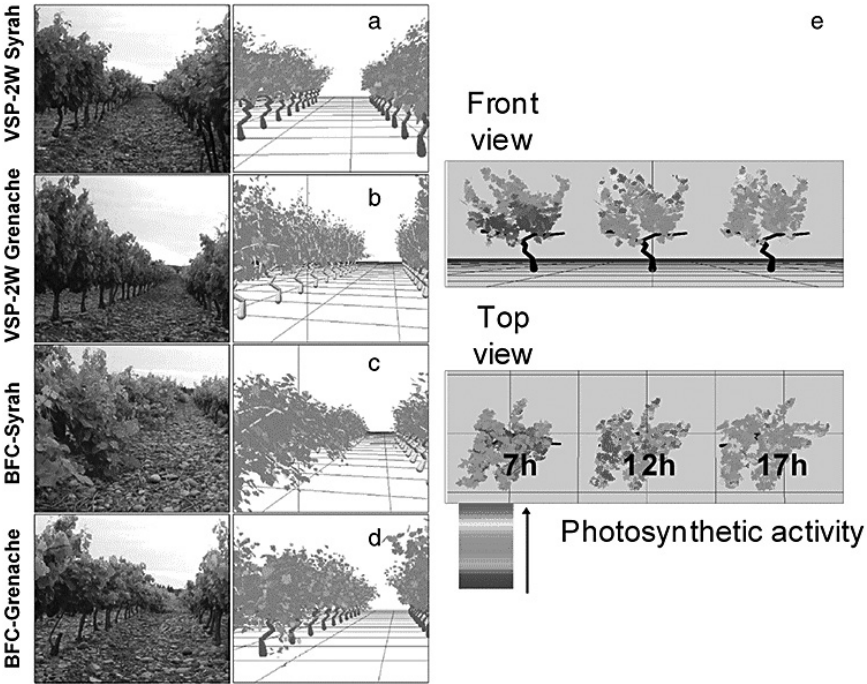 VSP-2W Syrah
a
VSP-2W Grenache
b
BFC-Syrah
c
BFC-Grenache
d
e
Front
view
Top
view
7h
12h
17h
Photosynthetic activity